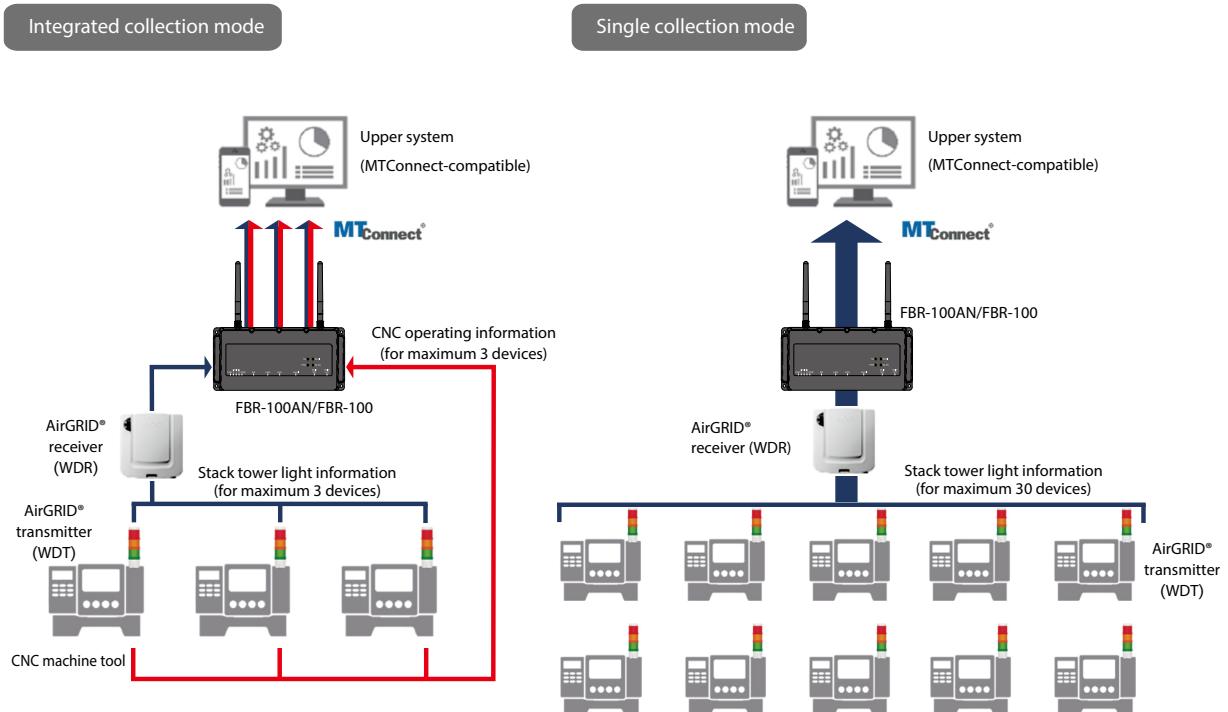 Integrated collection mode
Upper system
(MTConnect-compatible)
MTConnect®
CNC operating information
(for maximum 3 devices)
FBR-100AN/FBR-100
AirGRID®
receiver
(WDR)
Stack tower light information
(for maximum 3 devices)
AirGRID®
transmitter
(WDT)
CNC machine tool
Single collection mode
Upper system
(MTConnect-compatible)
MTConnect®
FBR-100AN/FBR-100
AirGRID®
receiver (WDR)
Stack tower light information
(for maximum 30 devices)
AirGRID®
transmitter
(WDT)